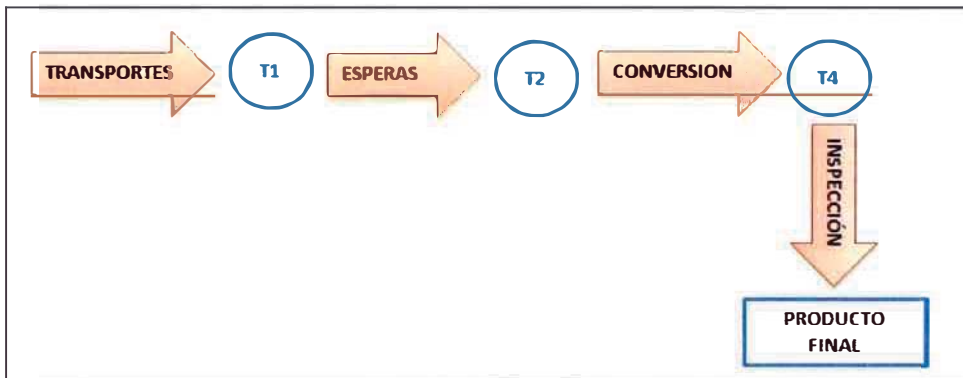 TRANSPORTES
T1
ESPERAS
T2
CONVERSION
T4
INSPECCIÓN
PRODUCTO
FINAL